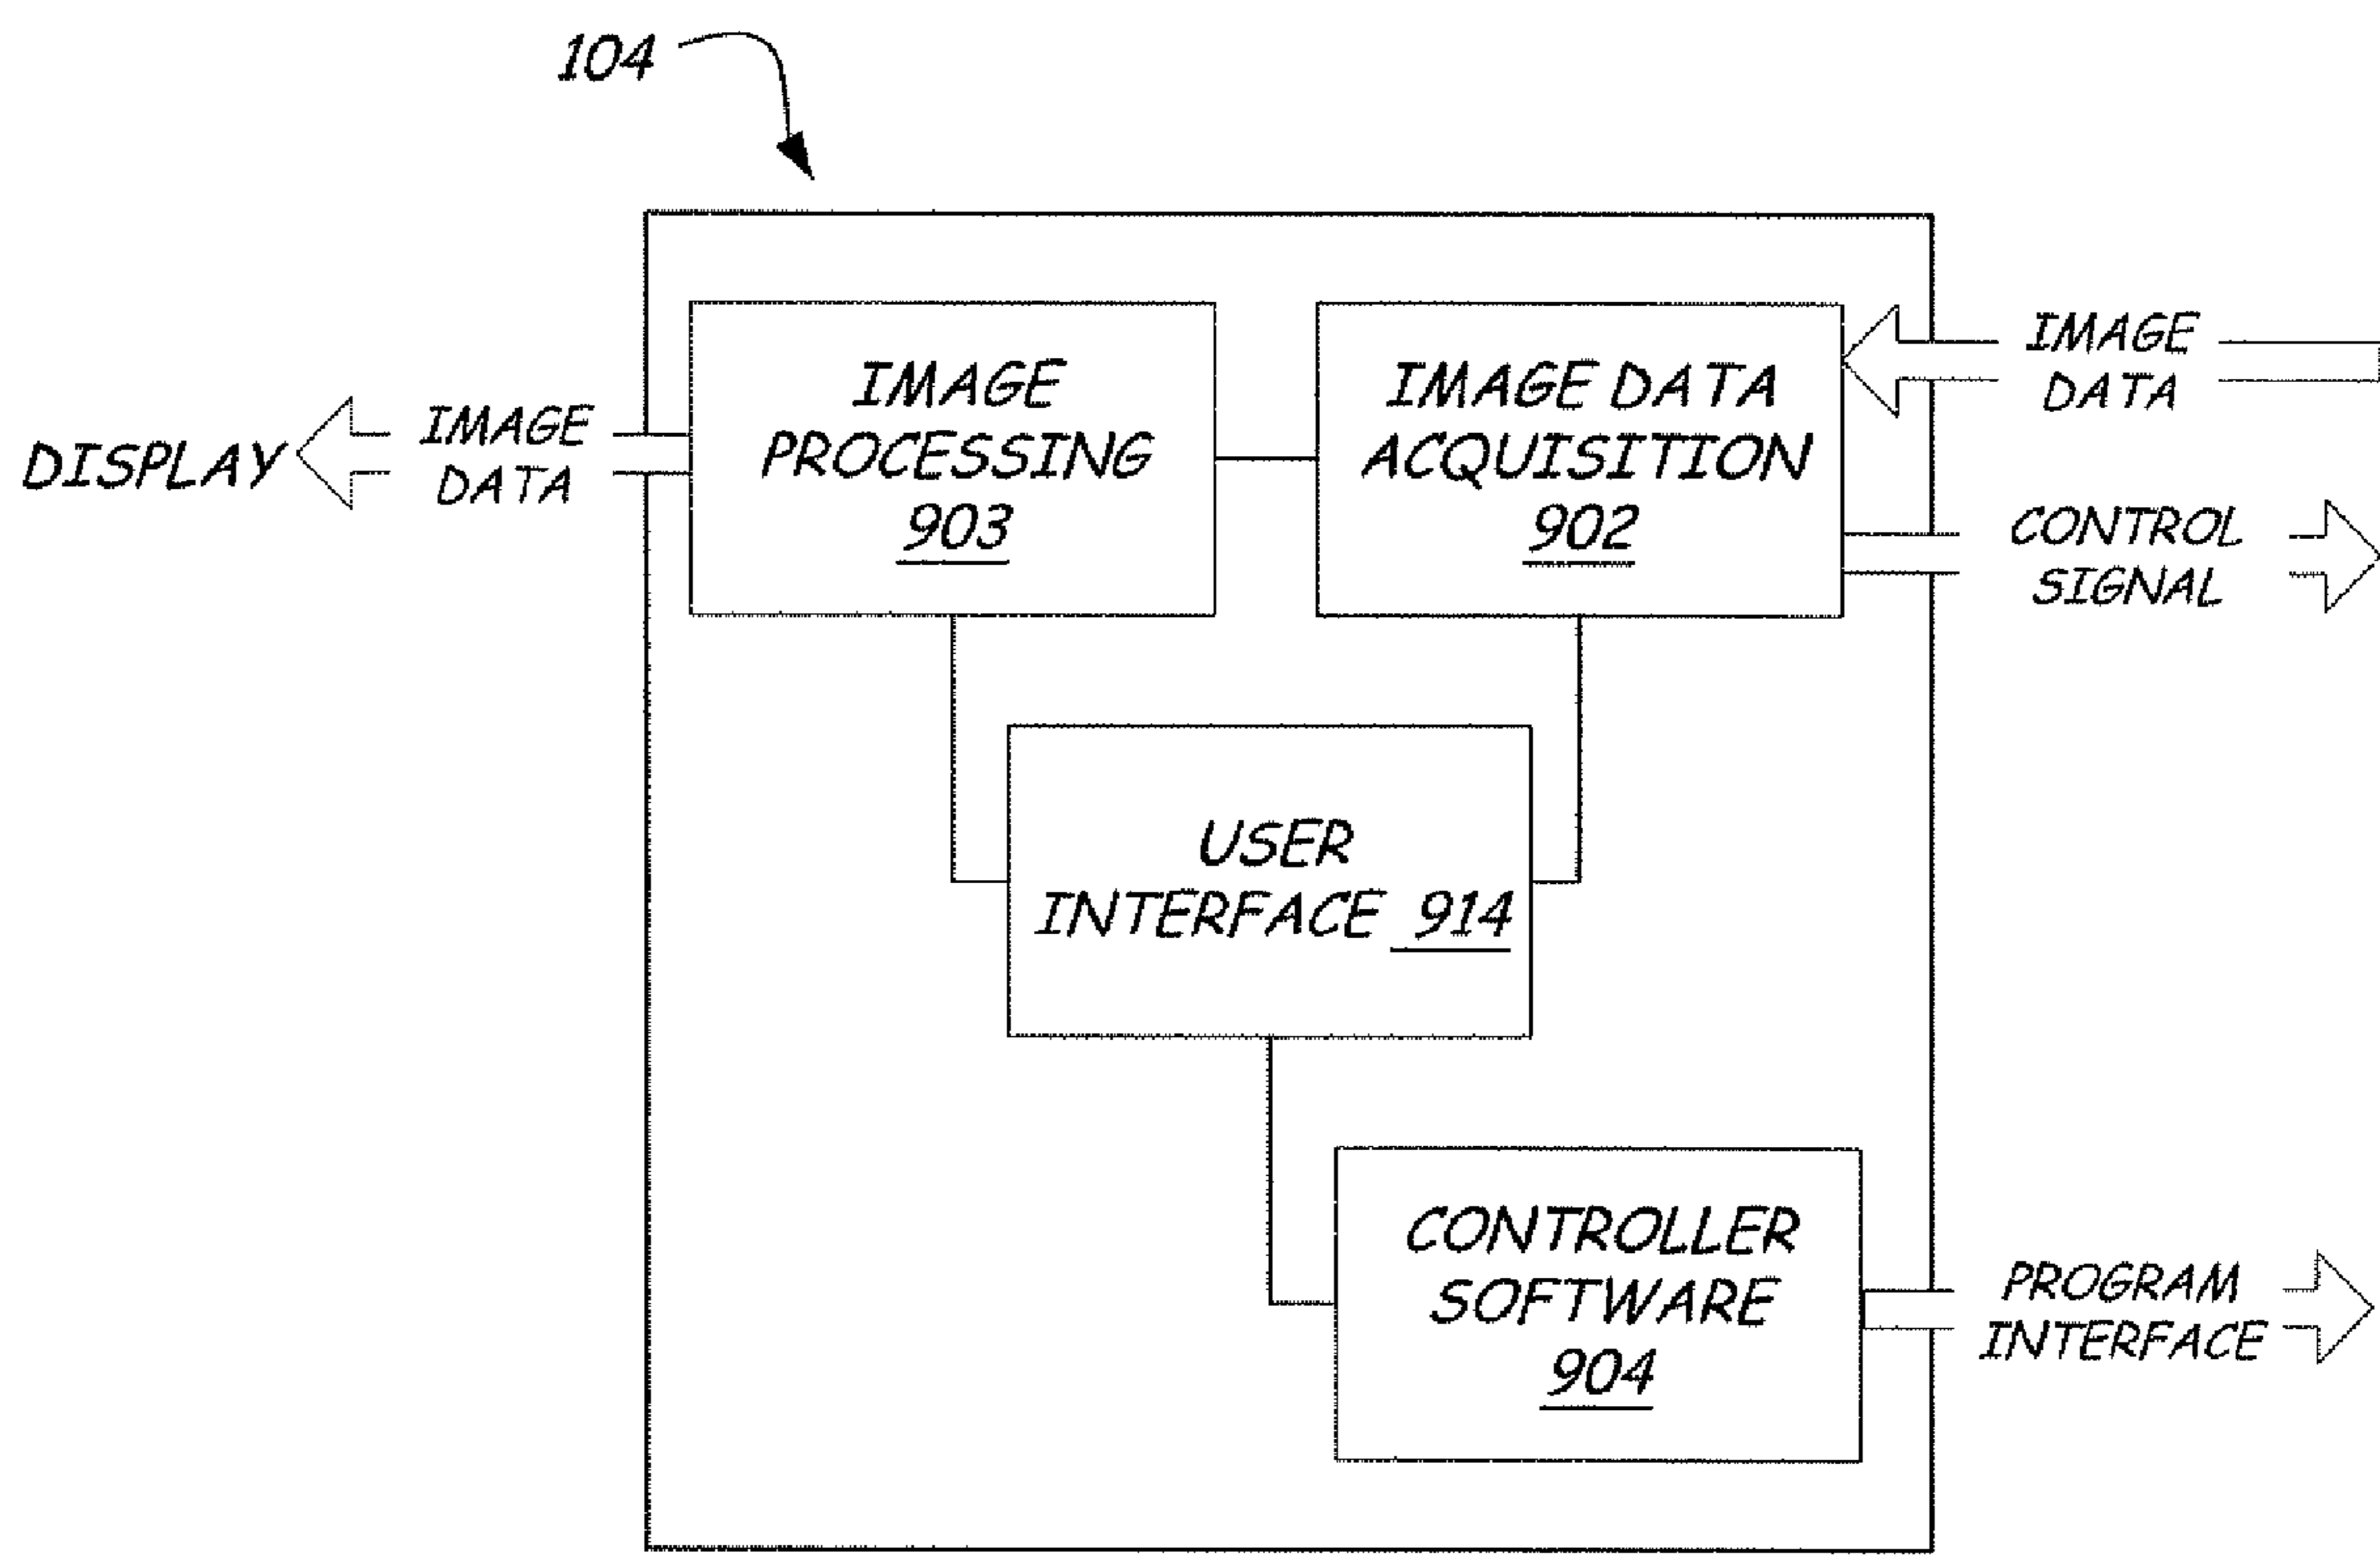 104
IMAGE
PROCESSING
903
IMAGE DATA
ACQUISITION
902
IMAGE
DATA
DISPLAY
IMAGE
DATA
CONTROL
SIGNAL
USER
INTERFACE 914
CONTROLLER
SOFTWARE
904
PROGRAM
INTERFACE